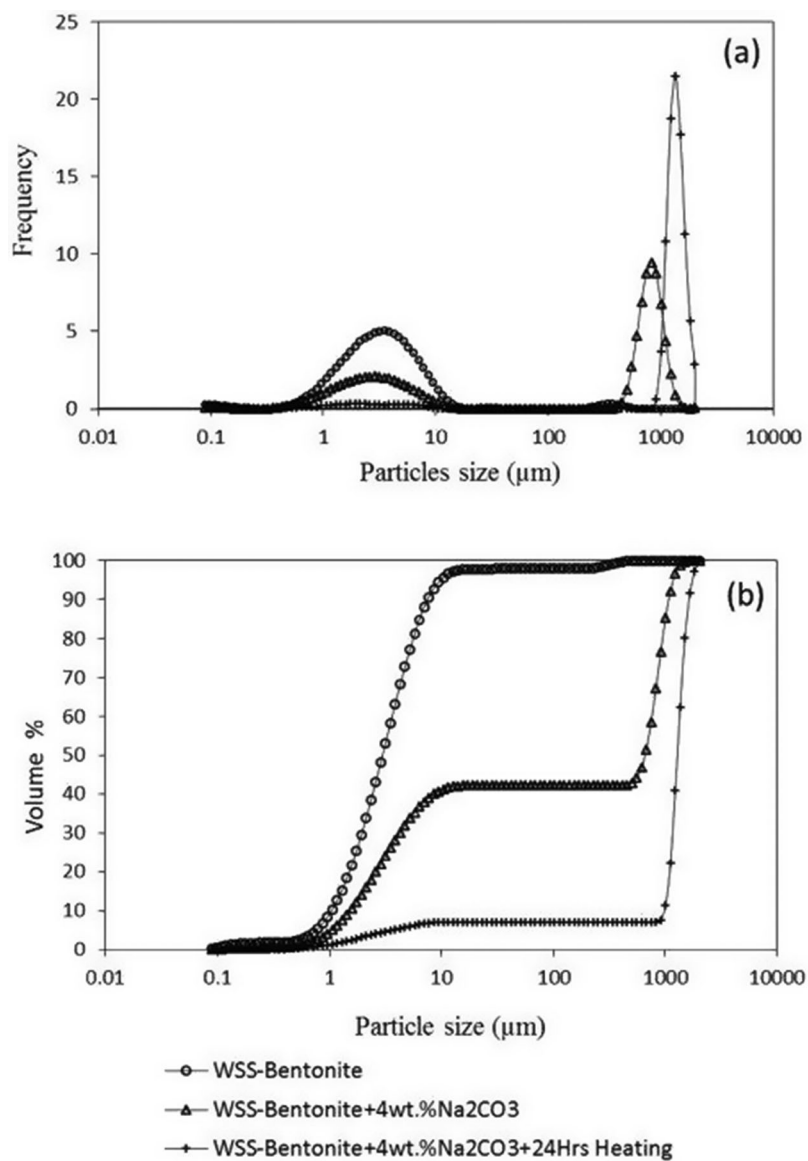 (a)
25
20
15
10
5
0
Frequency
0.01 0.1 1 10 100 1000 10000
Particles size (μm)
(b)
100
90
80
70
60
50
40
30
20
10
0
Volume %
0.01 0.1 1 10 100 1000 10000
Particle size (μm)
WSS-Bentonite
WSS-Bentonite+4wt.%Na2CO3
WSS-Bentonite+4wt.%Na2CO3+24Hrs Heating